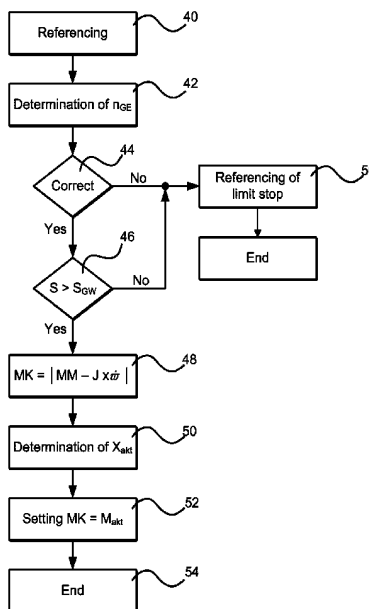 Referencing
40
Determination of nGE
42
Correct
44
No
Yes
Referencing of
limit stop
5
End
S > SGW
46
No
Yes
MK = | MM – J x ẇ |
48
Determination of Xakt
50
Setting MK = Makt
52
End
54